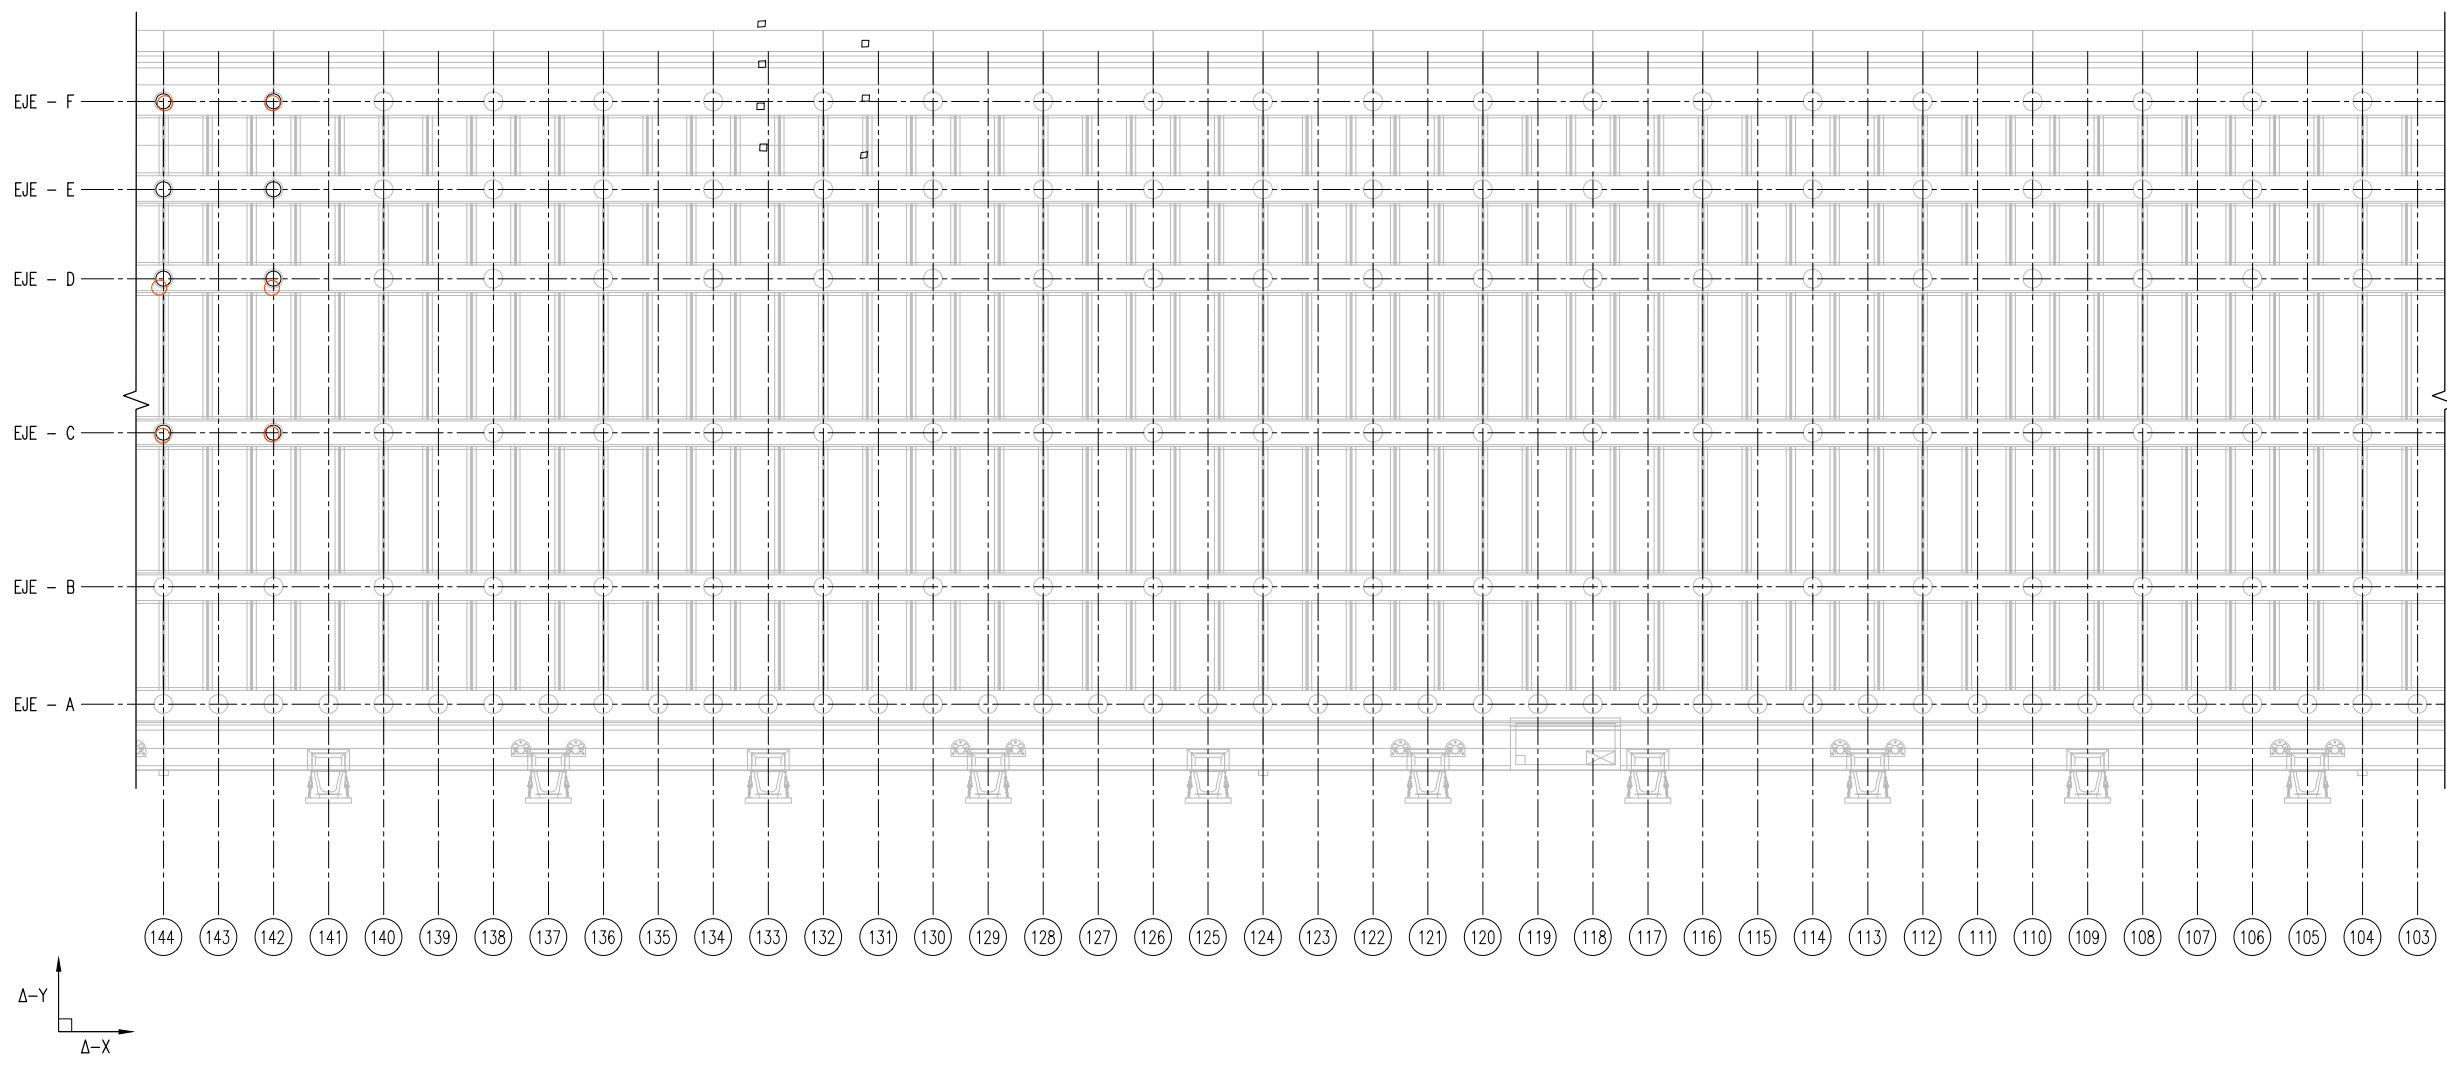 EJE - F
EJE - E
EJE - D
EJE - C
EJE - B
EJE - A
144 143 142 141 140 139 138 137 136 135 134 133 132 131 130 129 128 127 126 125 124 123 122 121 120 119 118 117 116 115 114 113 112 111 110 109 108 107 106 105 104 103
Δ-Y
Δ-X